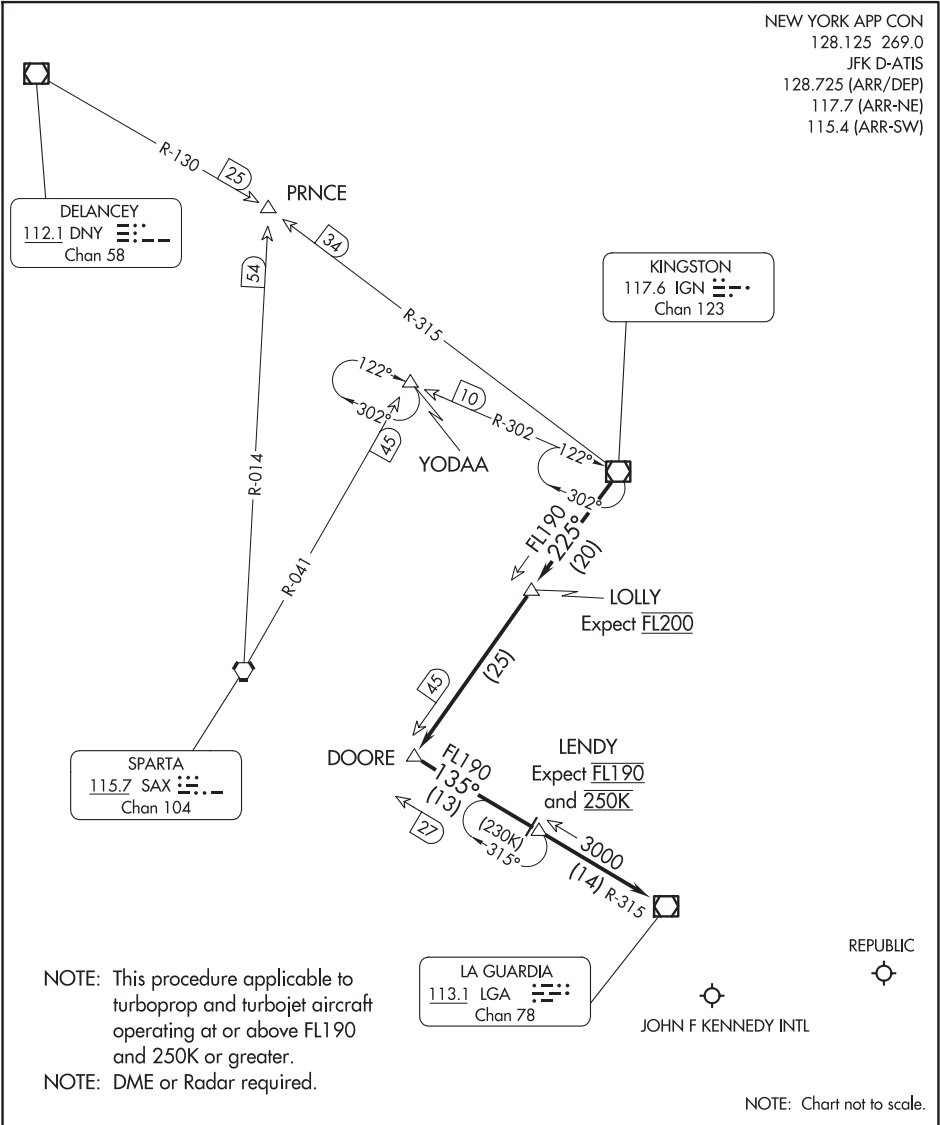 NEW YORK APP CON
128.125 269.0
JFK D-ATIS
128.725 (ARR/DEP)
117.7 (ARR-NE)
115.4 (ARR-SW)
R-130
25
PRNCE
DELANCEY
112.1 DNY
Chan 58
34
54
KINGSTON
117.6 IGN
Chan 123
R-315
122°
302°
10
R-302
122°
302°
45
YODAA
R-014
R-041
FL190
225°
(20)
LOLLY
Expect FL200
(25)
45
SPARTA
115.7 SAX
Chan 104
DOORE
FL190
135°
(13)
27
LENDY
Expect FL190
and 250K
(230K)
315°
3000
(14) R-315
LA GUARDIA
113.1 LGA
Chan 78
REPUBLIC
JOHN F KENNEDY INTL
NOTE: This procedure applicable to
turboprop and turbojet aircraft
operating at or above FL190
and 250K or greater.
NOTE: DME or Radar required.
NOTE: Chart not to scale.